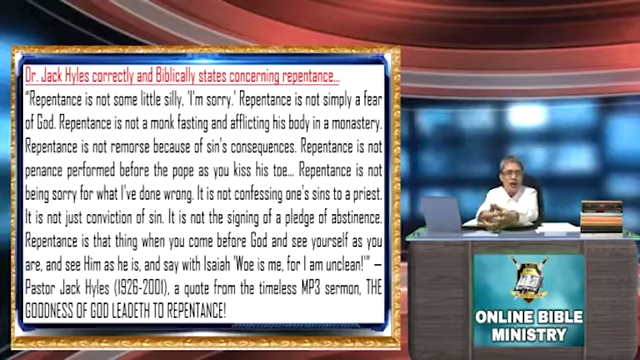 Dr. Jack Hyles correctly and Biblically states concerning repentance...
"Repentance is not some little silly, 'I'm sorry.' Repentance is not simply a fear
of God. Repentance is not a monk fasting and afflicting his body in a monastery.
Repentance is not remorse because of sin's consequences. Repentance is not
penance performed before the pope as you kiss his toe... Repentance is not
being sorry for what I've done wrong. It is not confessing one's sins to a priest.
It is not just conviction of sin. It is not the signing of a pledge of abstinence.
Repentance is that thing when you come before God and see yourself as you
are, and see Him as he is, and say with Isaiah 'Woe is me, for I am unclean!'" —
Pastor Jack Hyles (1926-2001), a quote from the timeless MP3 sermon, THE
GOODNESS OF GOD LEADETH TO REPENTANCE!
ONLINE BIBLE
MINISTRY